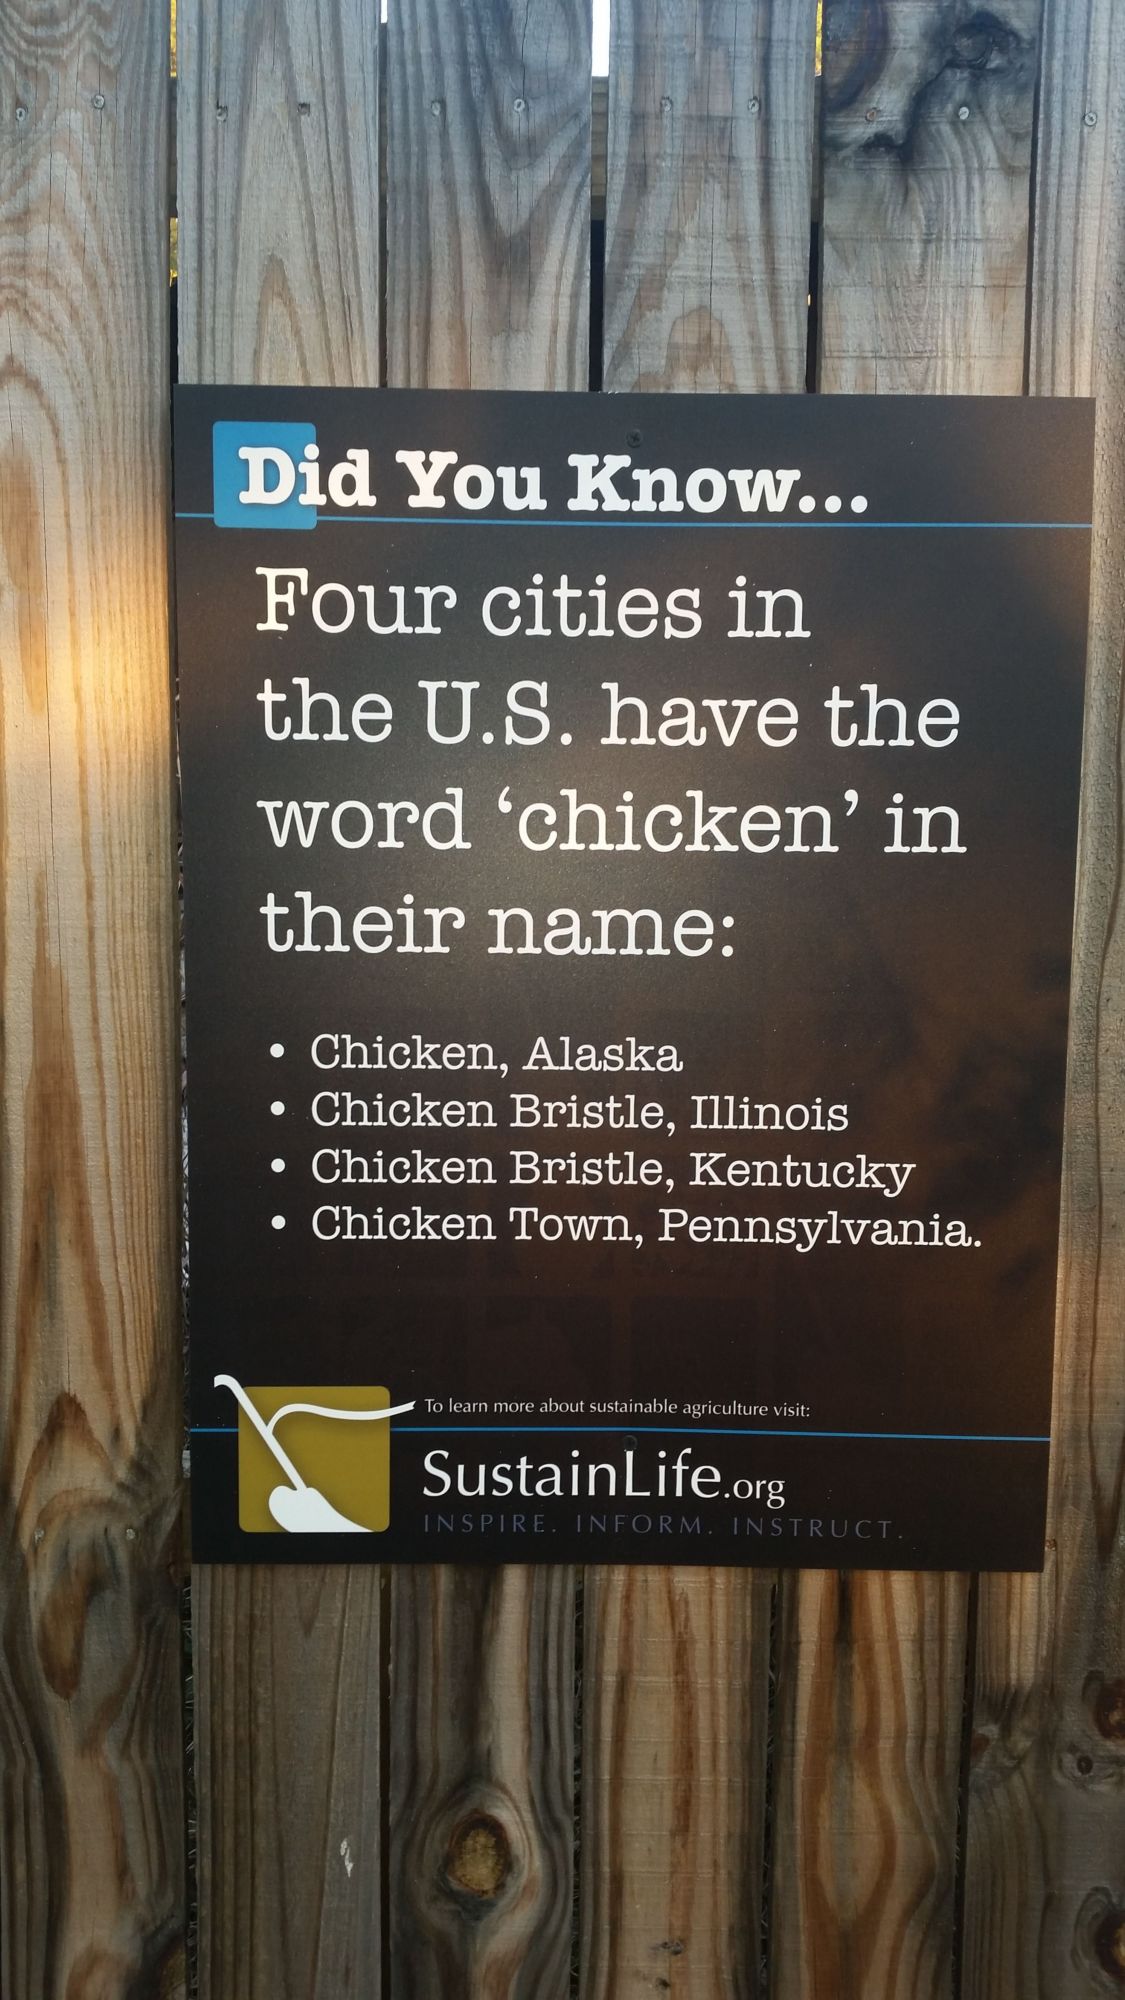 Did You Know...
Four cities in
the U.S. have the
word ‘chicken’ in
their name:
• Chicken, Alaska
• Chicken Bristle, Illinois
• Chicken Bristle, Kentucky
• Chicken Town, Pennsylvania.
To learn more about sustainable agriculture visit:
SustainLife.org
INSPIRE. INFORM. INSTRUCT.